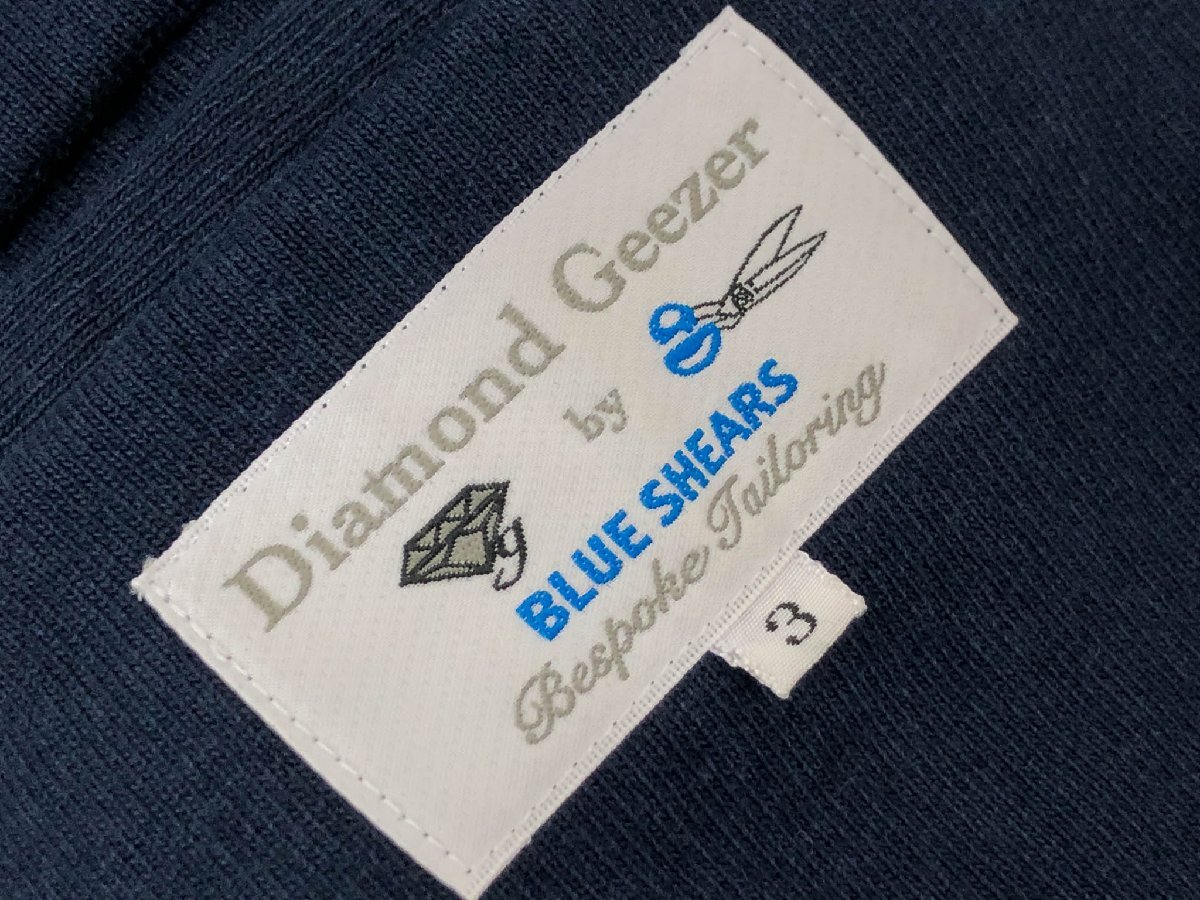 Diamond Geezer
by
g
BLUE SHEARS
Bespoke Tailoring
3